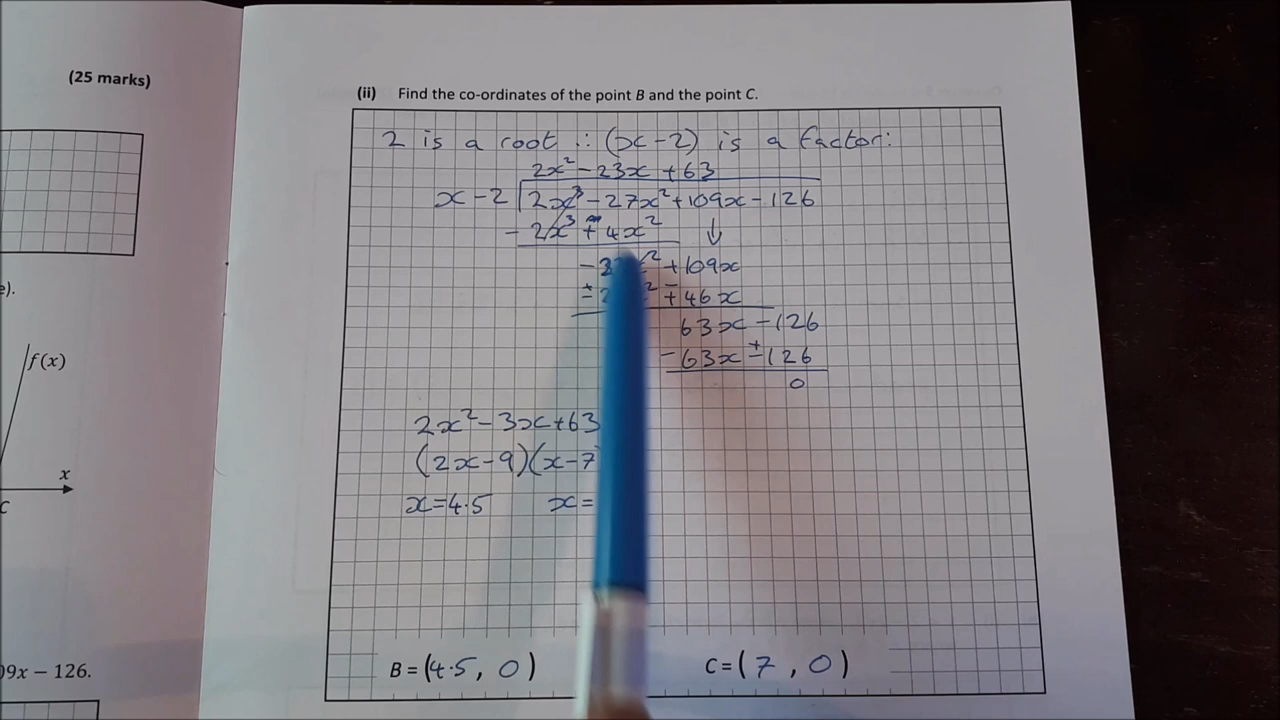 (25 marks)
e).
f(x)
x
C
9x − 126.
(ii) Find the co-ordinates of the point B and the point C.
2 is a root ∴ (x-2) is a factor:
2x² - 23x + 63
x - 2 2x³ - 27x² + 109x - 126
- 2x³ + 4x² ↓
+ 109x
+ 46x
63x - 126
- 63x - 126
0
2x² - 3x + 63
(2x - 9)(x - 7
x = 4.5 x =
B = (4.5, 0) C = (7, 0)